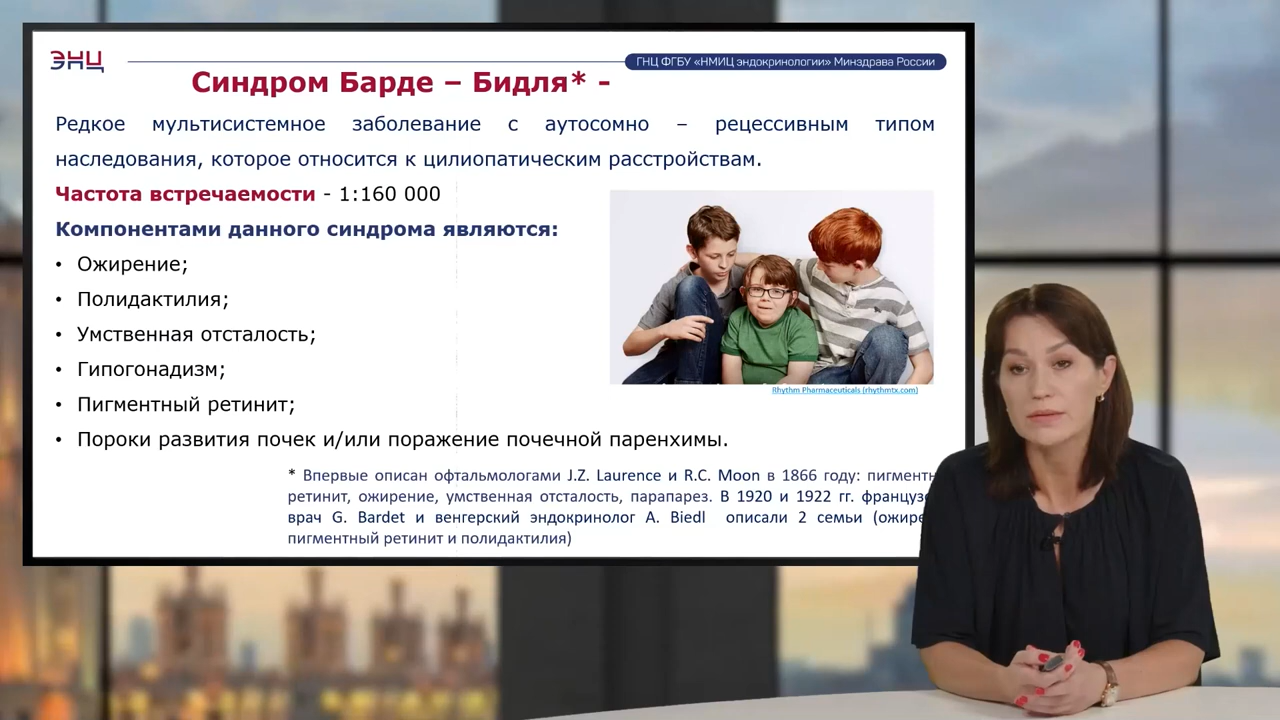 ЭНЦ
ГНЦ ФГБУ «НМИЦ эндокринологии» Минздрава России
Синдром Барде – Бидля* -
Редкое мультисистемное заболевание с аутосомно – рецессивным типом
наследования, которое относится к цилиопатическим расстройствам.
Частота встречаемости - 1:160 000
Компонентами данного синдрома являются:
• Ожирение;
• Полидактилия;
• Умственная отсталость;
• Гипогонадизм;
• Пигментный ретинит;
• Пороки развития почек и/или поражение почечной паренхимы.
Rhythm Pharmaceuticals (rhythmtx.com)
* Впервые описан офтальмологами J.Z. Laurence и R.C. Moon в 1866 году:
ретинит, ожирение, умственная отсталость, парапарез. В 1920 и 1922 гг.
врач G. Bardet и венгерский эндокринолог A. Biedl описали 2 семьи
пигментный ретинит и полидактилия)